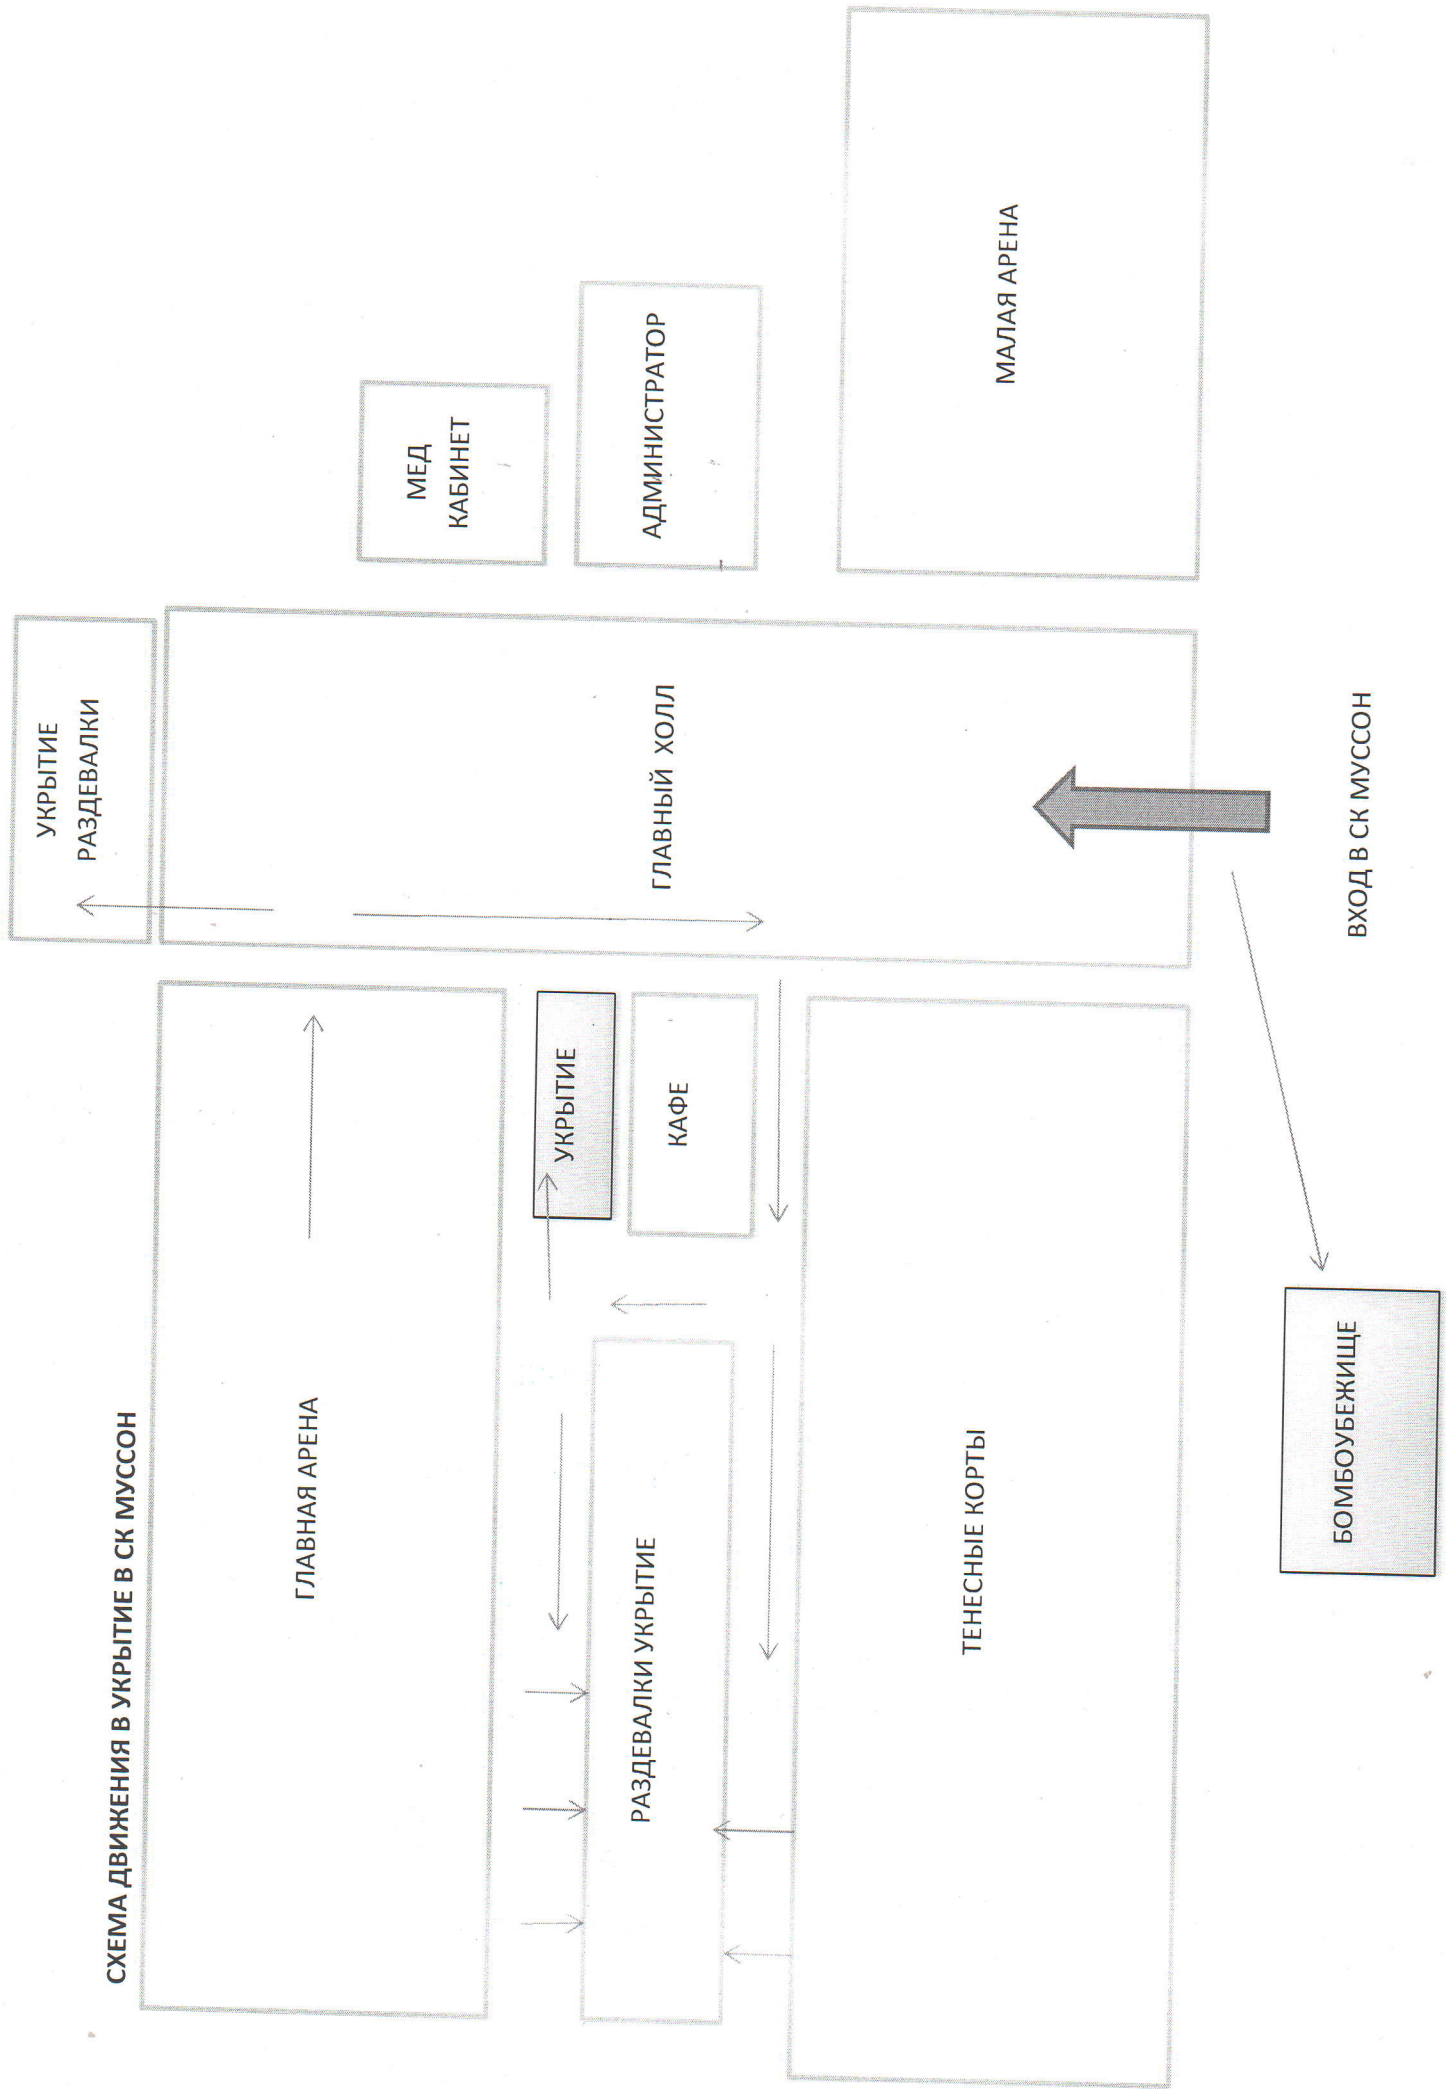 СХЕМА ДВИЖЕНИЯ В УКРЫТИЕ В СК МУССОН
УКРЫТИЕ
РАЗДЕВАЛКИ
ГЛАВНАЯ АРЕНА
МЕД
КАБИНЕТ
УКРЫТИЕ
КАФЕ
ГЛАВНЫЙ ХОЛЛ
АДМИНИСТРАТОР
РАЗДЕВАЛКИ УКРЫТИЕ
ТЕНЕСНЫЕ КОРТЫ
МАЛАЯ АРЕНА
БОМБОУБЕЖИЩЕ
ВХОД В СК МУССОН